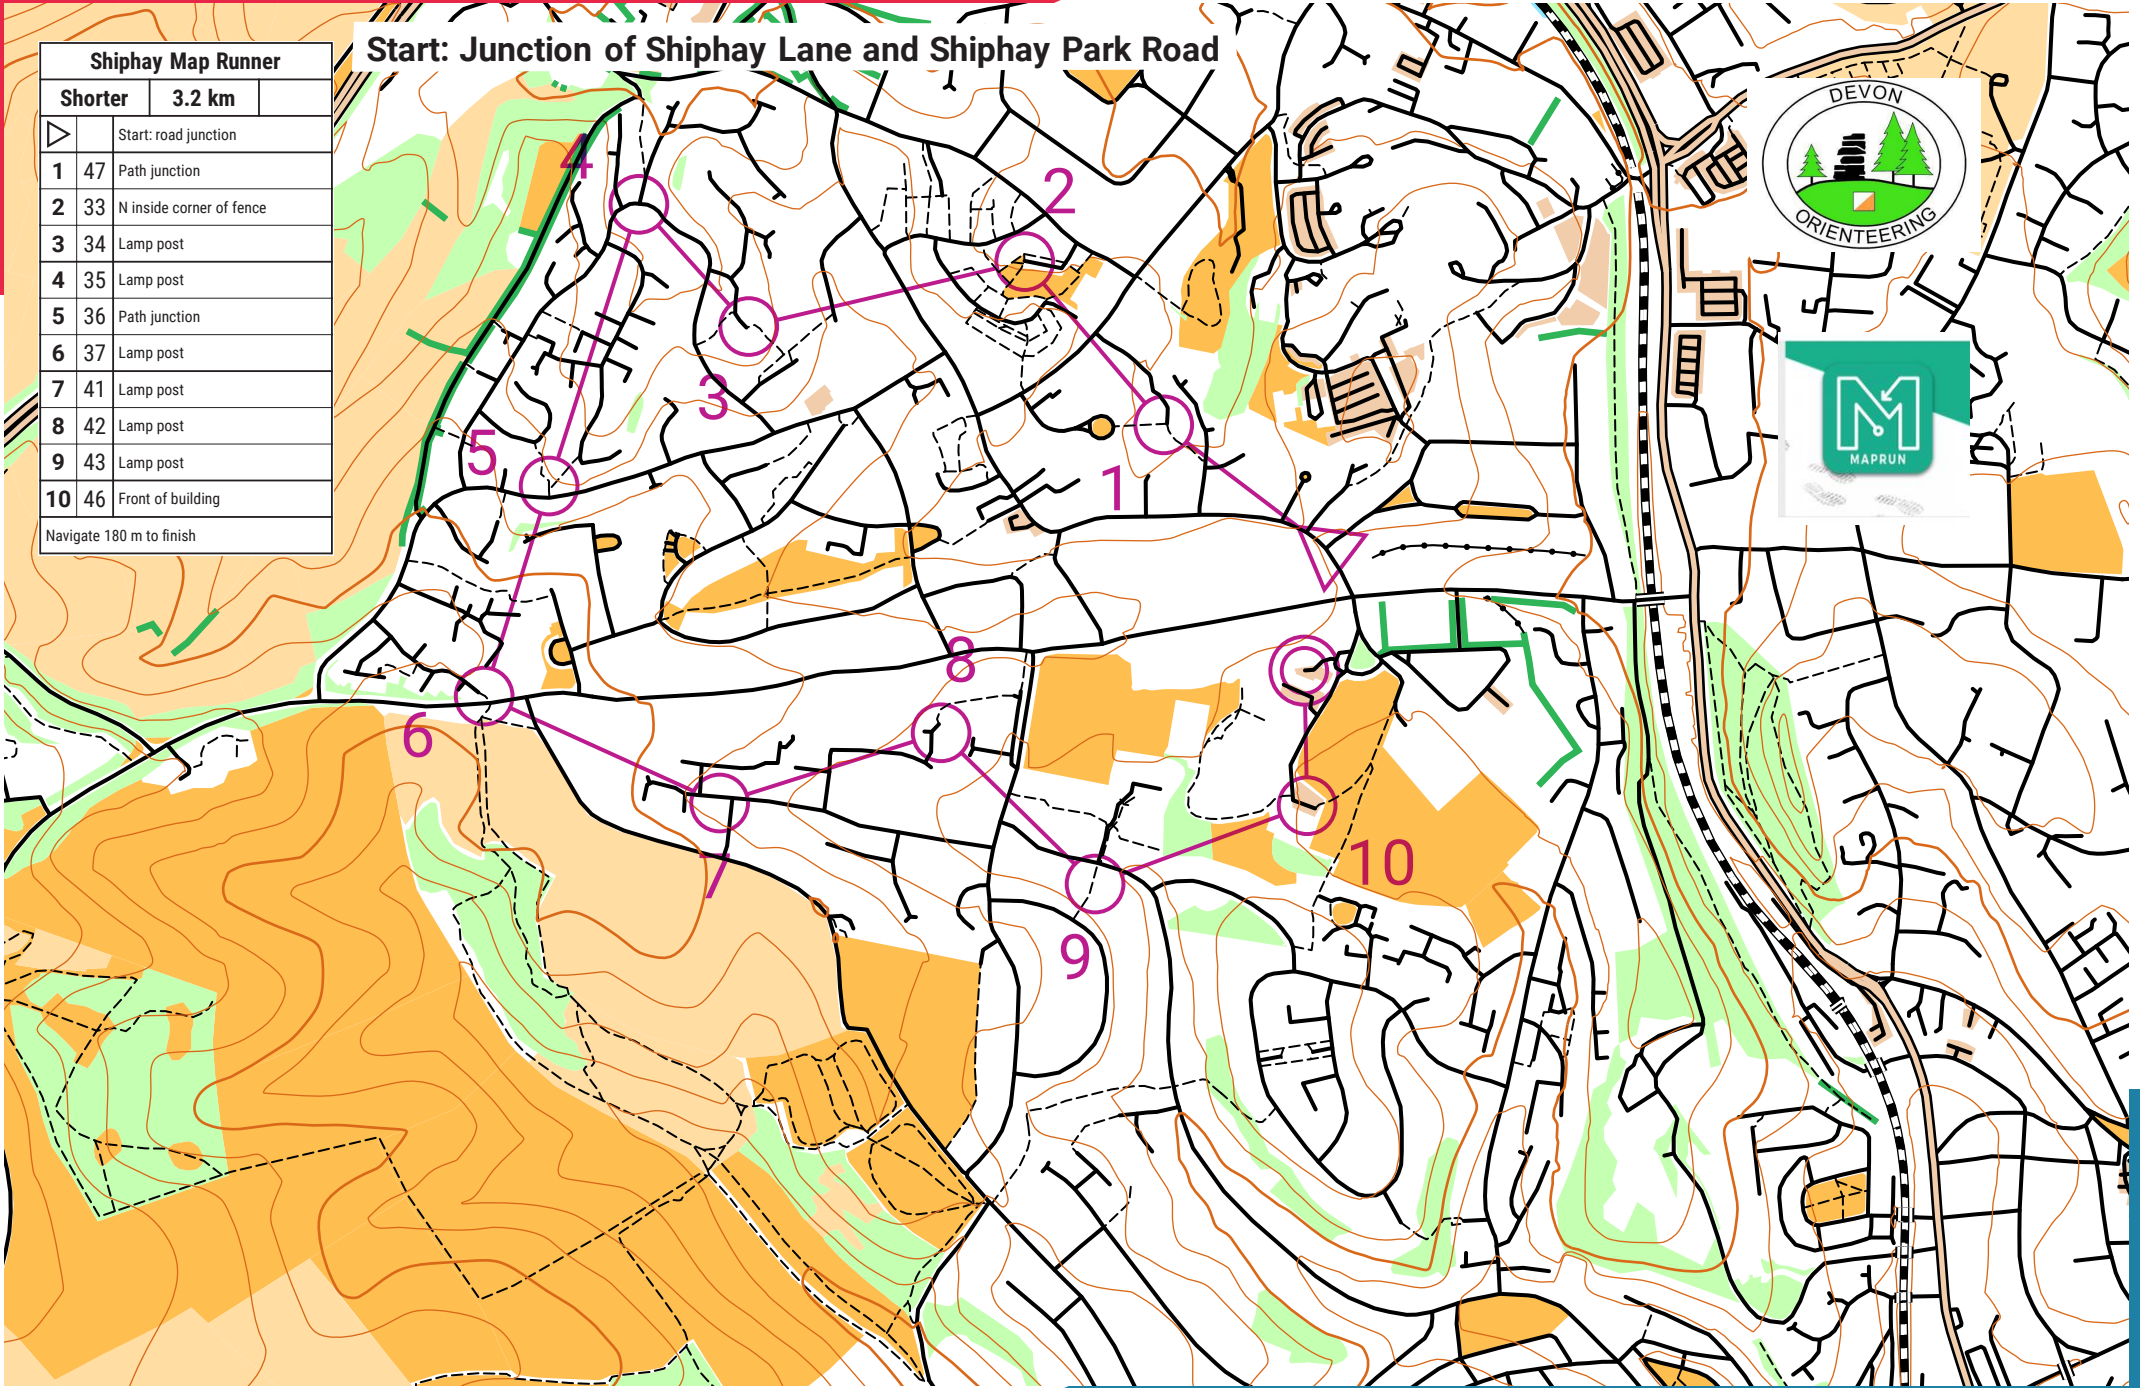 Start: Junction of Shiphay Lane and Shiphay Park Road
Shiphay Map Runner
Shorter 3.2 km
Start: road junction
1 47 Path junction
2 33 N inside corner of fence
3 34 Lamp post
4 35 Lamp post
5 36 Path junction
6 37 Lamp post
7 41 Lamp post
8 42 Lamp post
9 43 Lamp post
10 46 Front of building
Navigate 180 m to finish
DEVON
ORIENTEERING
MAPRUN
4
2
3
5
1
8
6
7
10
9